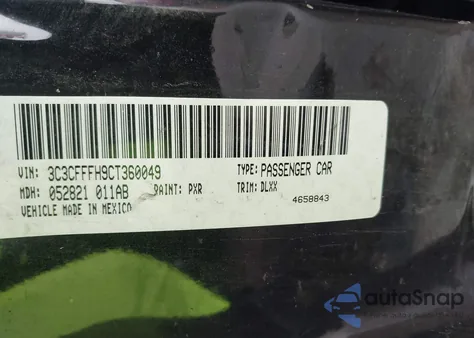 VIN: 3C3CFFFH9CT360049 TYPE: PASSENGER CAR
MDH: 052821 011AB PAINT: PXR TRIM: DLXX
VEHICLE MADE IN MEXICO 4658843
autoSnap